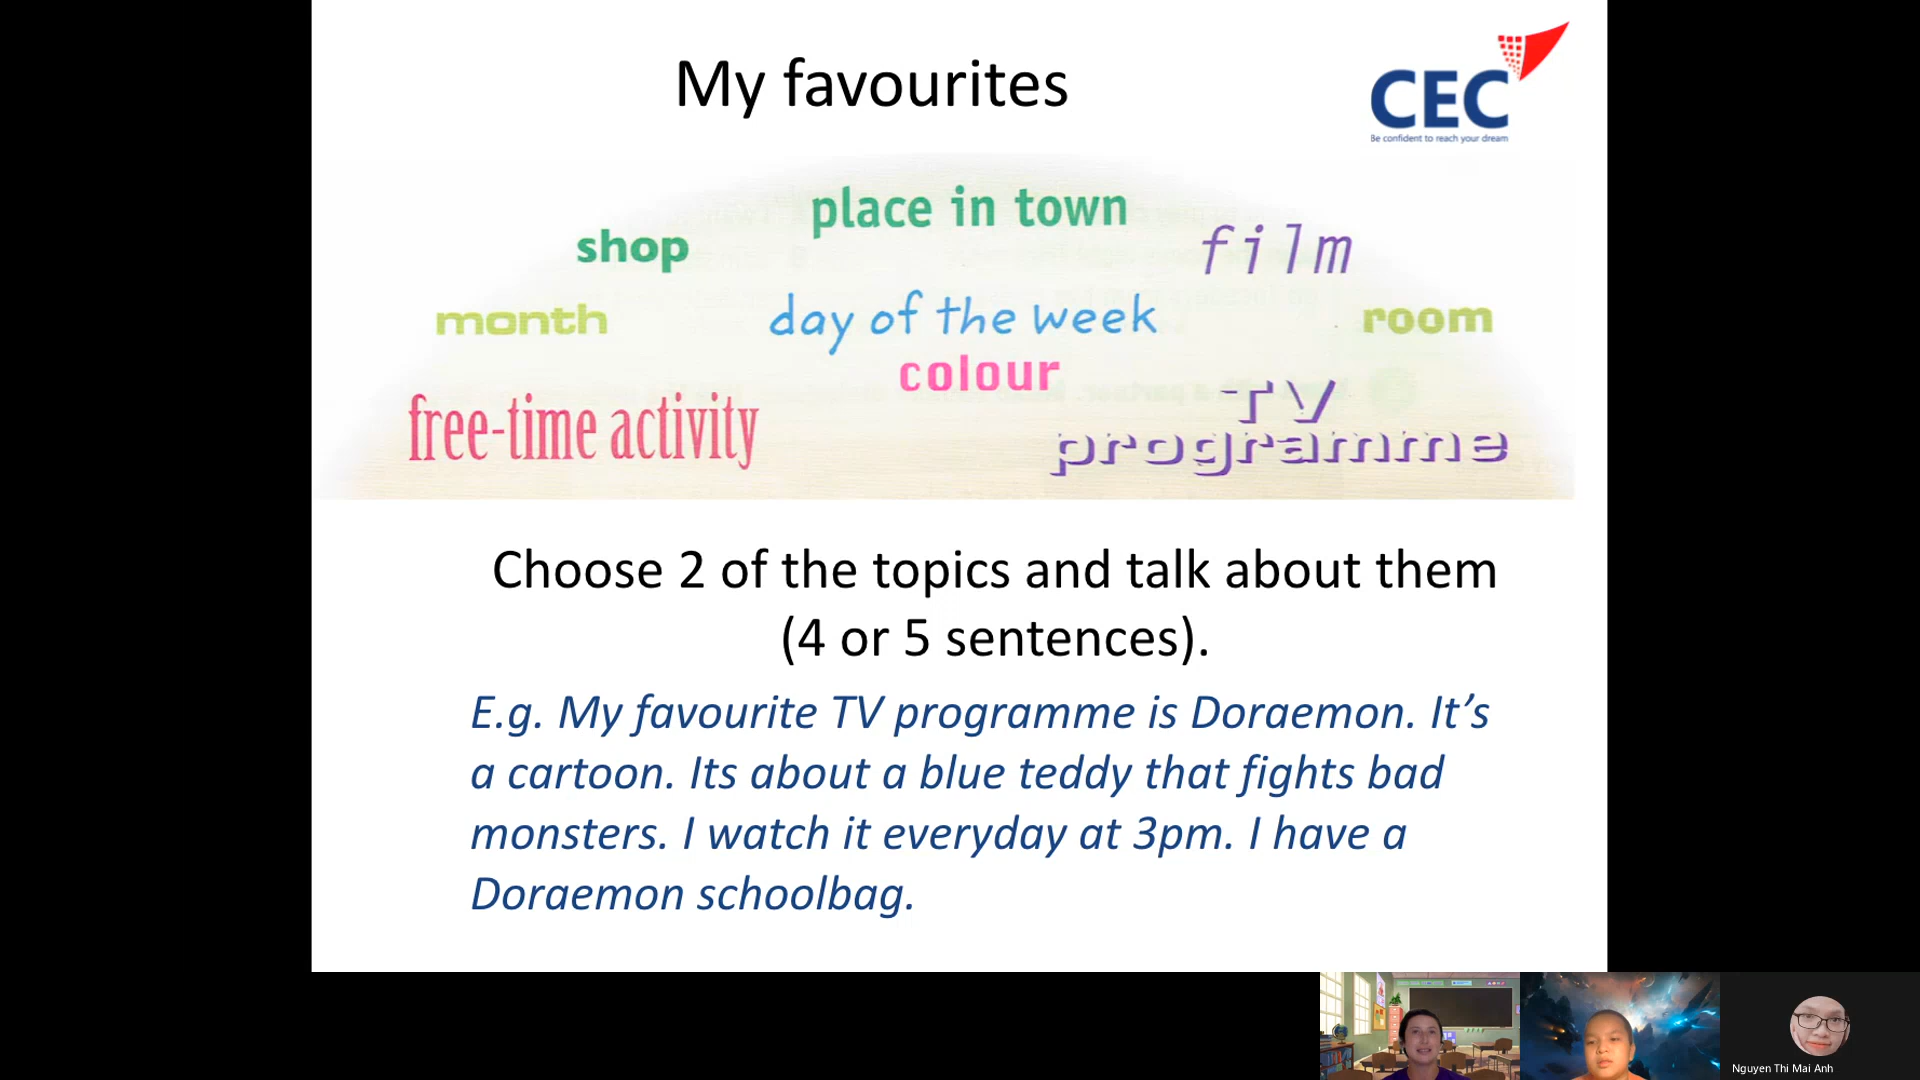 My favourites
CEC
Be confident to reach your dream
place in town
shop
film
month
day of the week
room
colour
free-time activity
TV
programme
Choose 2 of the topics and talk about them
(4 or 5 sentences).
E.g. My favourite TV programme is Doraemon. It’s
a cartoon. Its about a blue teddy that fights bad
monsters. I watch it everyday at 3pm. I have a
Doraemon schoolbag.
Nguyen Thi Mai Anh